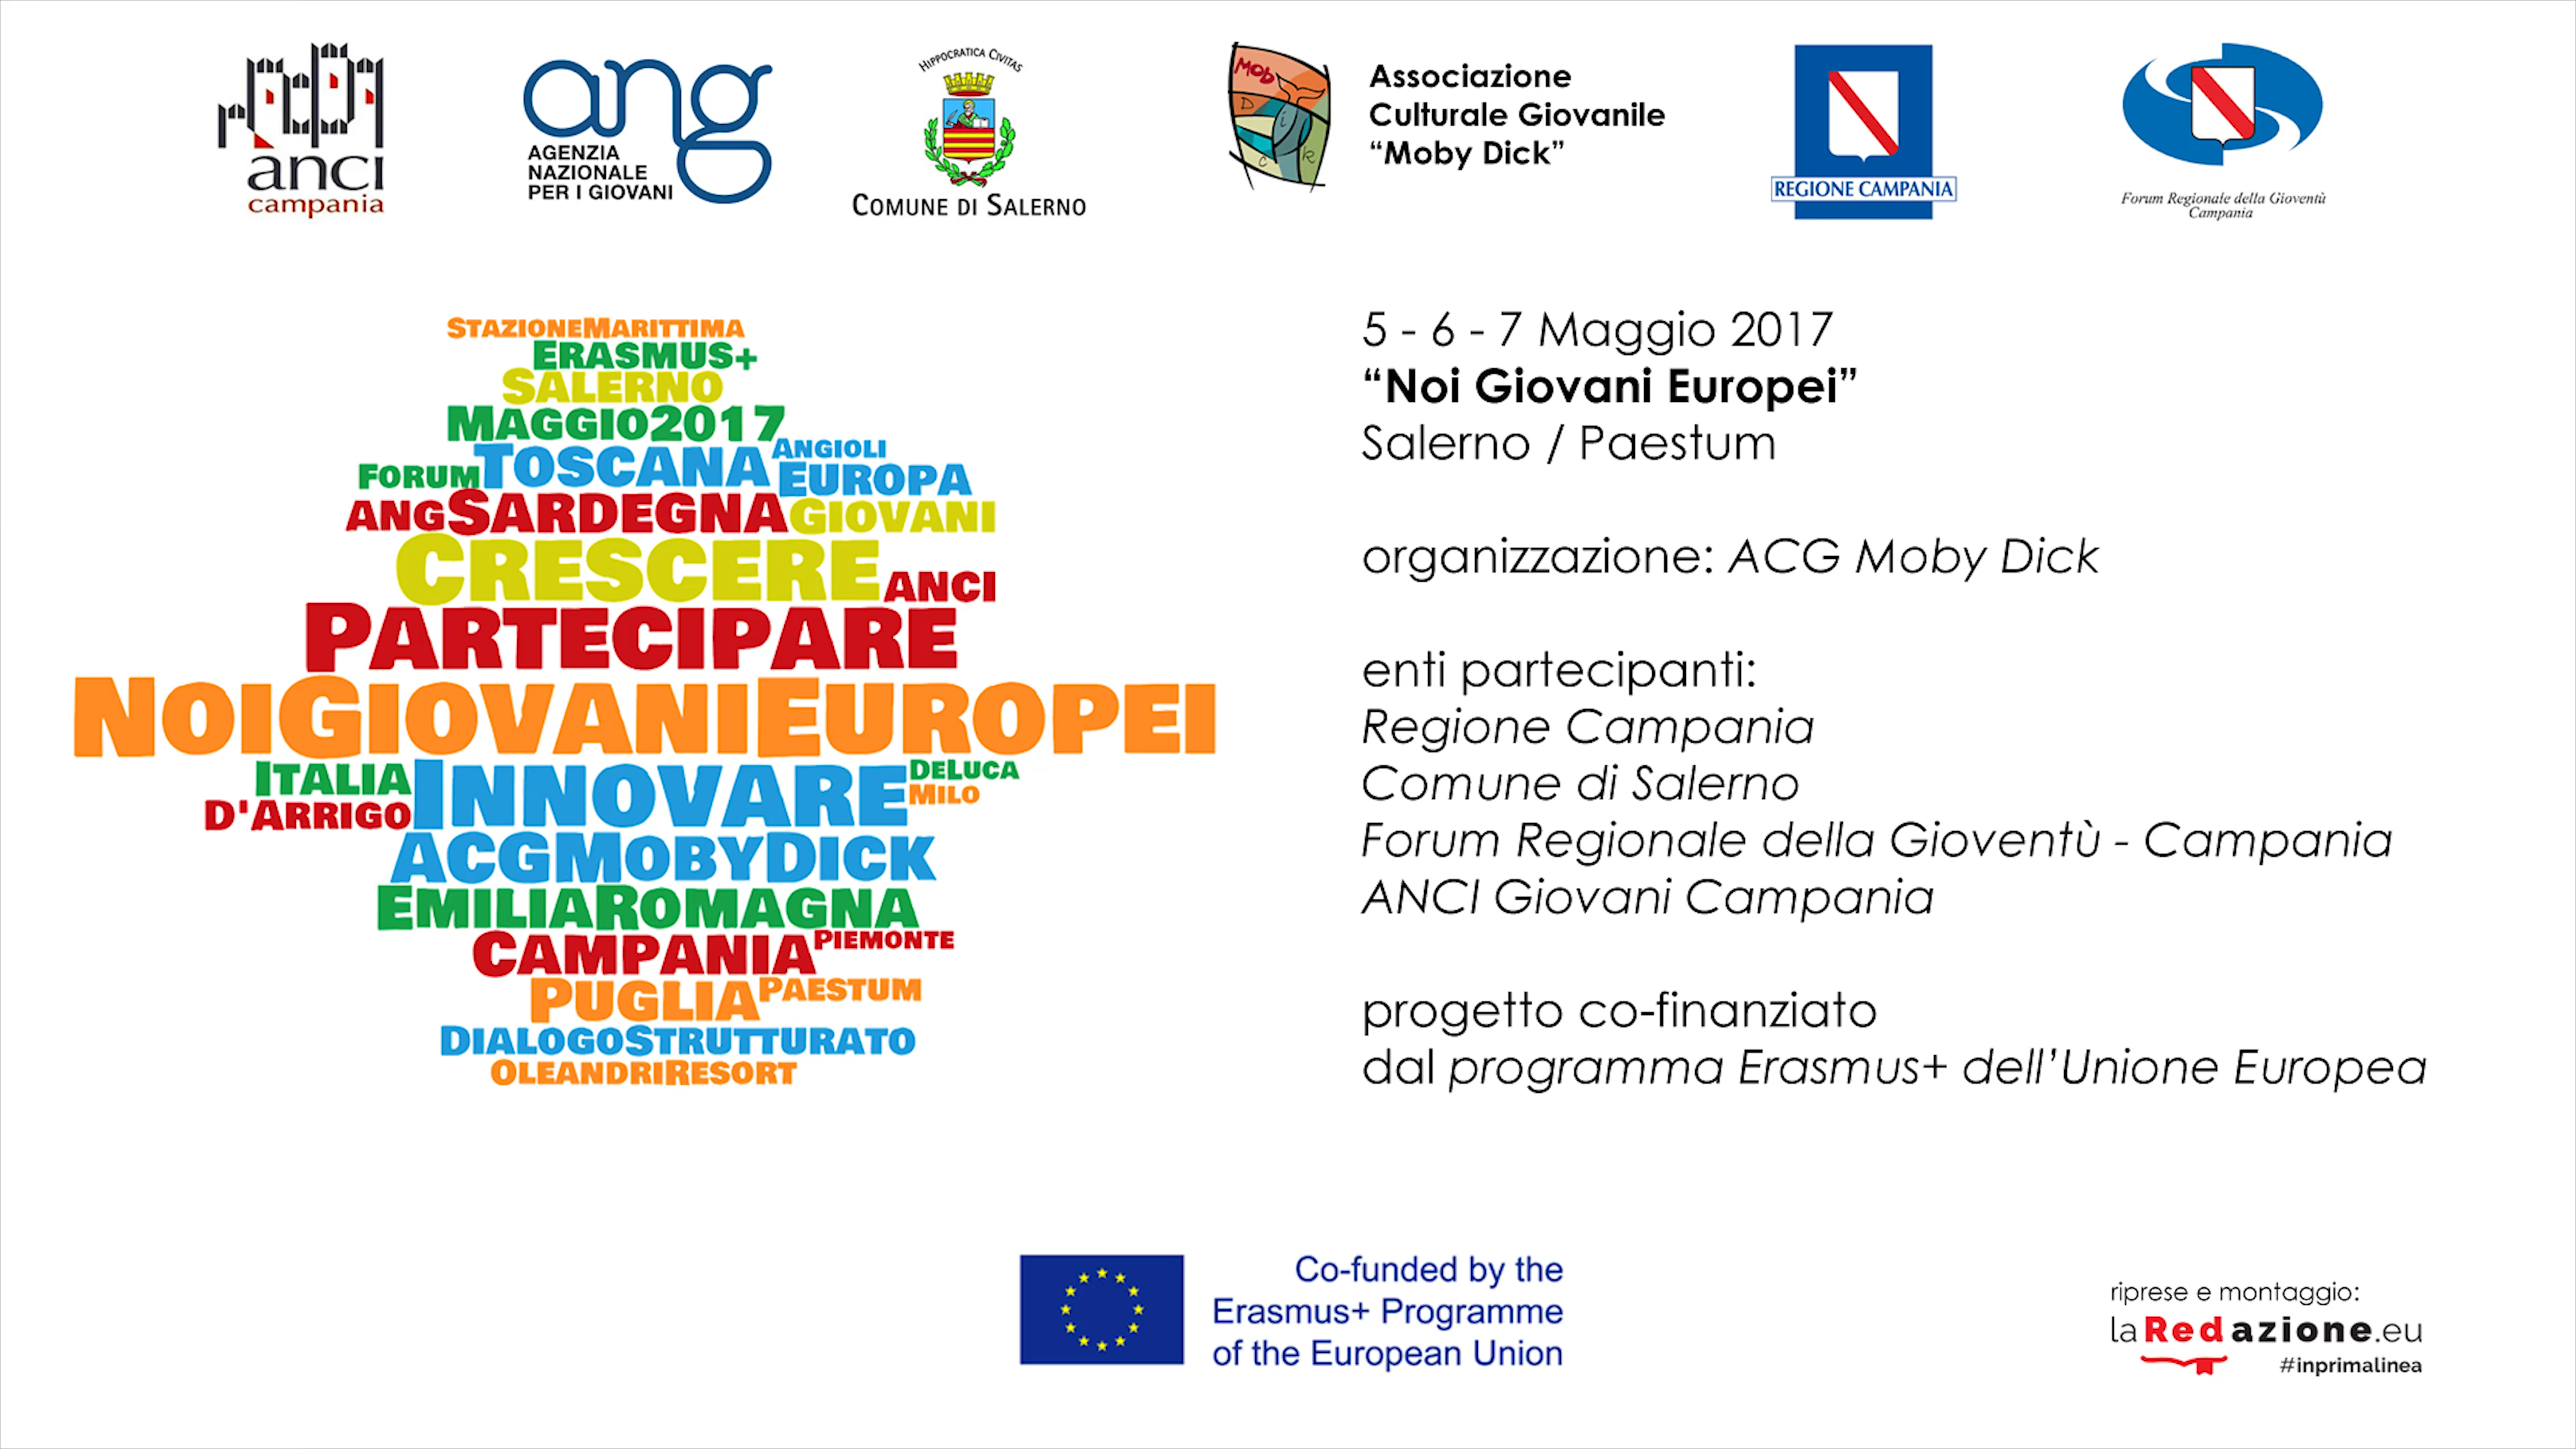 anci
campania
ang
AGENZIA
NAZIONALE
PER I GIOVANI
HIPPOCRATICA CIVITAS
COMUNE DI SALERNO
MOb
D
i
c
k
Associazione
Culturale Giovanile
“Moby Dick”
REGIONE CAMPANIA
Forum Regionale della Gioventù
Campania
STAZIONEMARITTIMA
ERASMUS+
SALERNO
MAGGIO2017
ANGIOLI
FORUM TOSCANA EUROPA
ANG SARDEGNA GIOVANI
CRESCERE ANCI
PARTECIPARE
NOIGIOVANIEUROPEI
ITALIA INNOVARE DELUCA
D'ARRIGO MILO
ACGMOBYDICK
EMILIAROMAGNA
CAMPANIA PIEMONTE
PUGLIA PAESTUM
DIALOGOSTRUTTURATO
OLEANDRIRESORT
5 - 6 - 7 Maggio 2017
“Noi Giovani Europei”
Salerno / Paestum
organizzazione: ACG Moby Dick
enti partecipanti:
Regione Campania
Comune di Salerno
Forum Regionale della Gioventù - Campania
ANCI Giovani Campania
progetto co-finanziato
dal programma Erasmus+ dell’Unione Europea
Co-funded by the
Erasmus+ Programme
of the European Union
riprese e montaggio:
laRedazione.eu
#inprimalinea